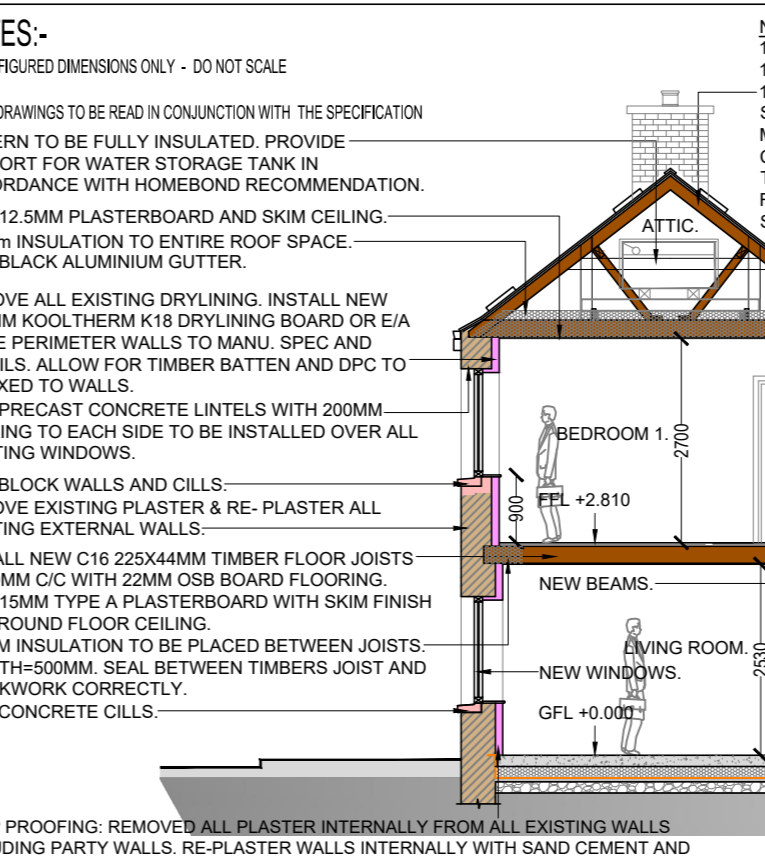 TES:-
FIGURED DIMENSIONS ONLY - DO NOT SCALE
DRAWINGS TO BE READ IN CONJUNCTION WITH THE SPECIFICATION
ERN TO BE FULLY INSULATED. PROVIDE
ORT FOR WATER STORAGE TANK IN
ORDANCE WITH HOMEBOND RECOMMENDATION.
12.5MM PLASTERBOARD AND SKIM CEILING.
m INSULATION TO ENTIRE ROOF SPACE.
BLACK ALUMINIUM GUTTER.
OVE ALL EXISTING DRYLINING. INSTALL NEW
MM KOOLTHERM K18 DRYLINING BOARD OR E/A
E PERIMETER WALLS TO MANU. SPEC AND
ILS. ALLOW FOR TIMBER BATTEN AND DPC TO
XED TO WALLS.
PRECAST CONCRETE LINTELS WITH 200MM
ING TO EACH SIDE TO BE INSTALLED OVER ALL
TING WINDOWS.
BLOCK WALLS AND CILLS.
OVE EXISTING PLASTER & RE- PLASTER ALL
TING EXTERNAL WALLS.
ALL NEW C16 225X44MM TIMBER FLOOR JOISTS
0MM C/C WITH 22MM OSB BOARD FLOORING.
15MM TYPE A PLASTERBOARD WITH SKIM FINISH
ROUND FLOOR CEILING.
M INSULATION TO BE PLACED BETWEEN JOISTS.
TH=500MM. SEAL BETWEEN TIMBERS JOIST AND
KWORK CORRECTLY.
CONCRETE CILLS.
ATTIC.
BEDROOM 1.
2700
900
FFL +2.810
NEW BEAMS.
LIVING ROOM.
2530
NEW WINDOWS.
GFL +0.000
PROOFING: REMOVED ALL PLASTER INTERNALLY FROM ALL EXISTING WALLS
UDING PARTY WALLS. RE-PLASTER WALLS INTERNALLY WITH SAND CEMENT AND